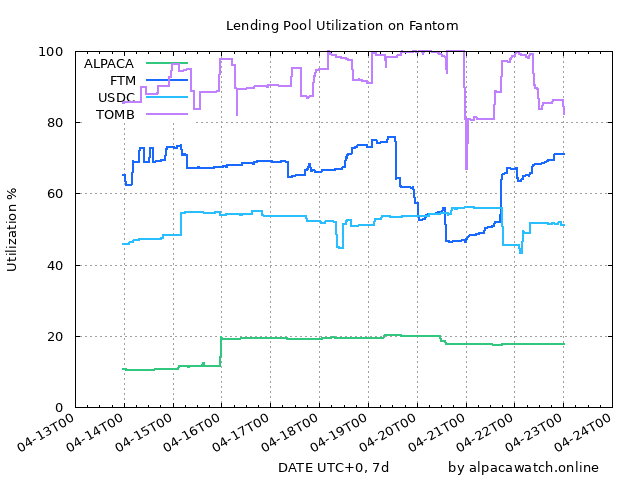 Lending Pool Utilization on Fantom
Utilization %
100
80
60
40
20
0
ALPACA
FTM
USDC
TOMB
04-13T00
04-14T00
04-15T00
04-16T00
04-17T00
04-18T00
04-19T00
04-20T00
04-21T00
04-22T00
04-23T00
04-24T00
DATE UTC+0, 7d
by alpacawatch.online